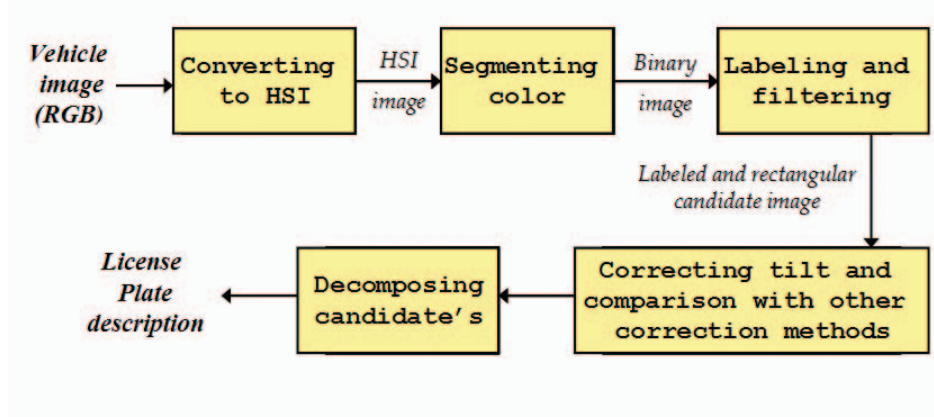 Vehicle
image
(RGB)
Converting
to HSI
HSI
image
Segmenting
color
Binary
image
Labeling and
filtering
Labeled and rectangular
candidate image
Correcting tilt and
comparison with other
correction methods
Decomposing
candidate's
License
Plate
description